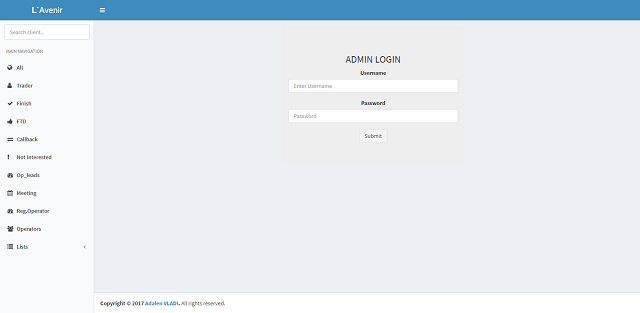 L´Avenir
Search client..
MAIN NAVIGATION
All
Trader
Finish
FTD
Callback
Not Interested
Op_leads
Meeting
Reg.Operator
Operators
Lists
ADMIN LOGIN
Username
Enter Username
Password
Password
Submit
Copyright © 2017 Adalen VLADI. All rights reserved.